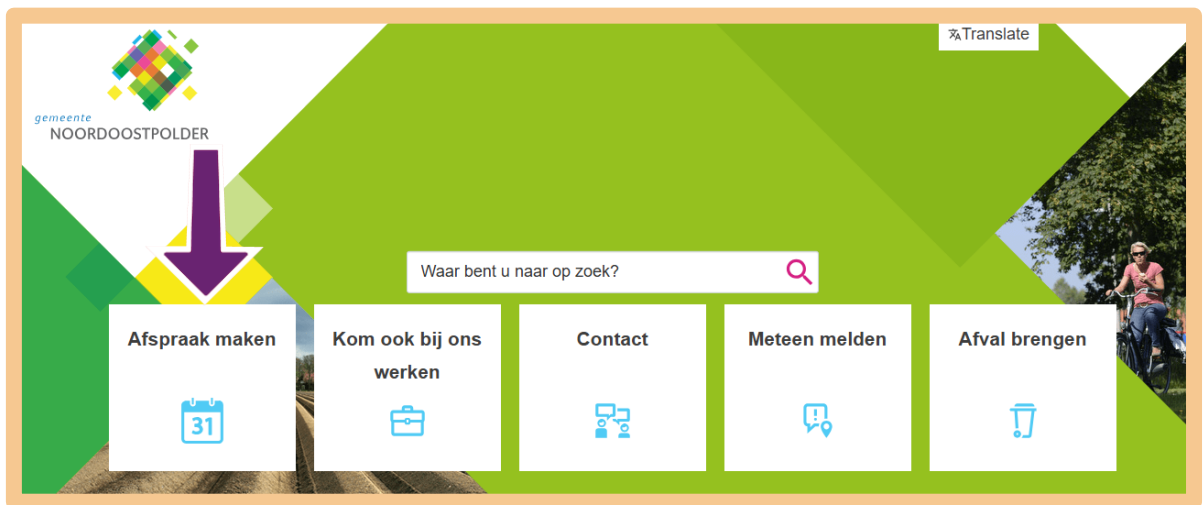 Translate
gemeente
NOORDOOSTPOLDER
Waar bent u naar op zoek?
Afspraak maken
31
Kom ook bij ons
werken
Contact
Meteen melden
Afval brengen